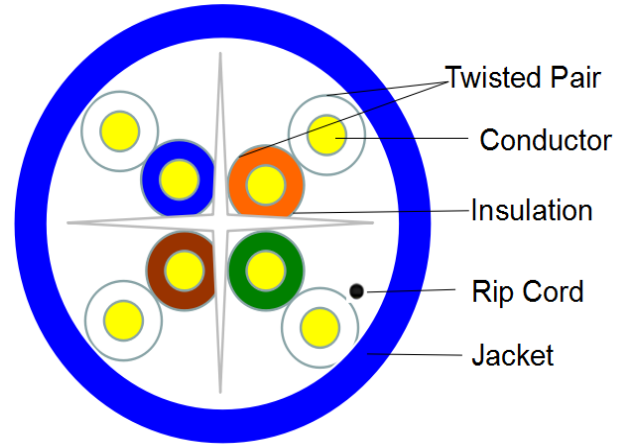 Twisted Pair
Conductor
Insulation
Rip Cord
Jacket